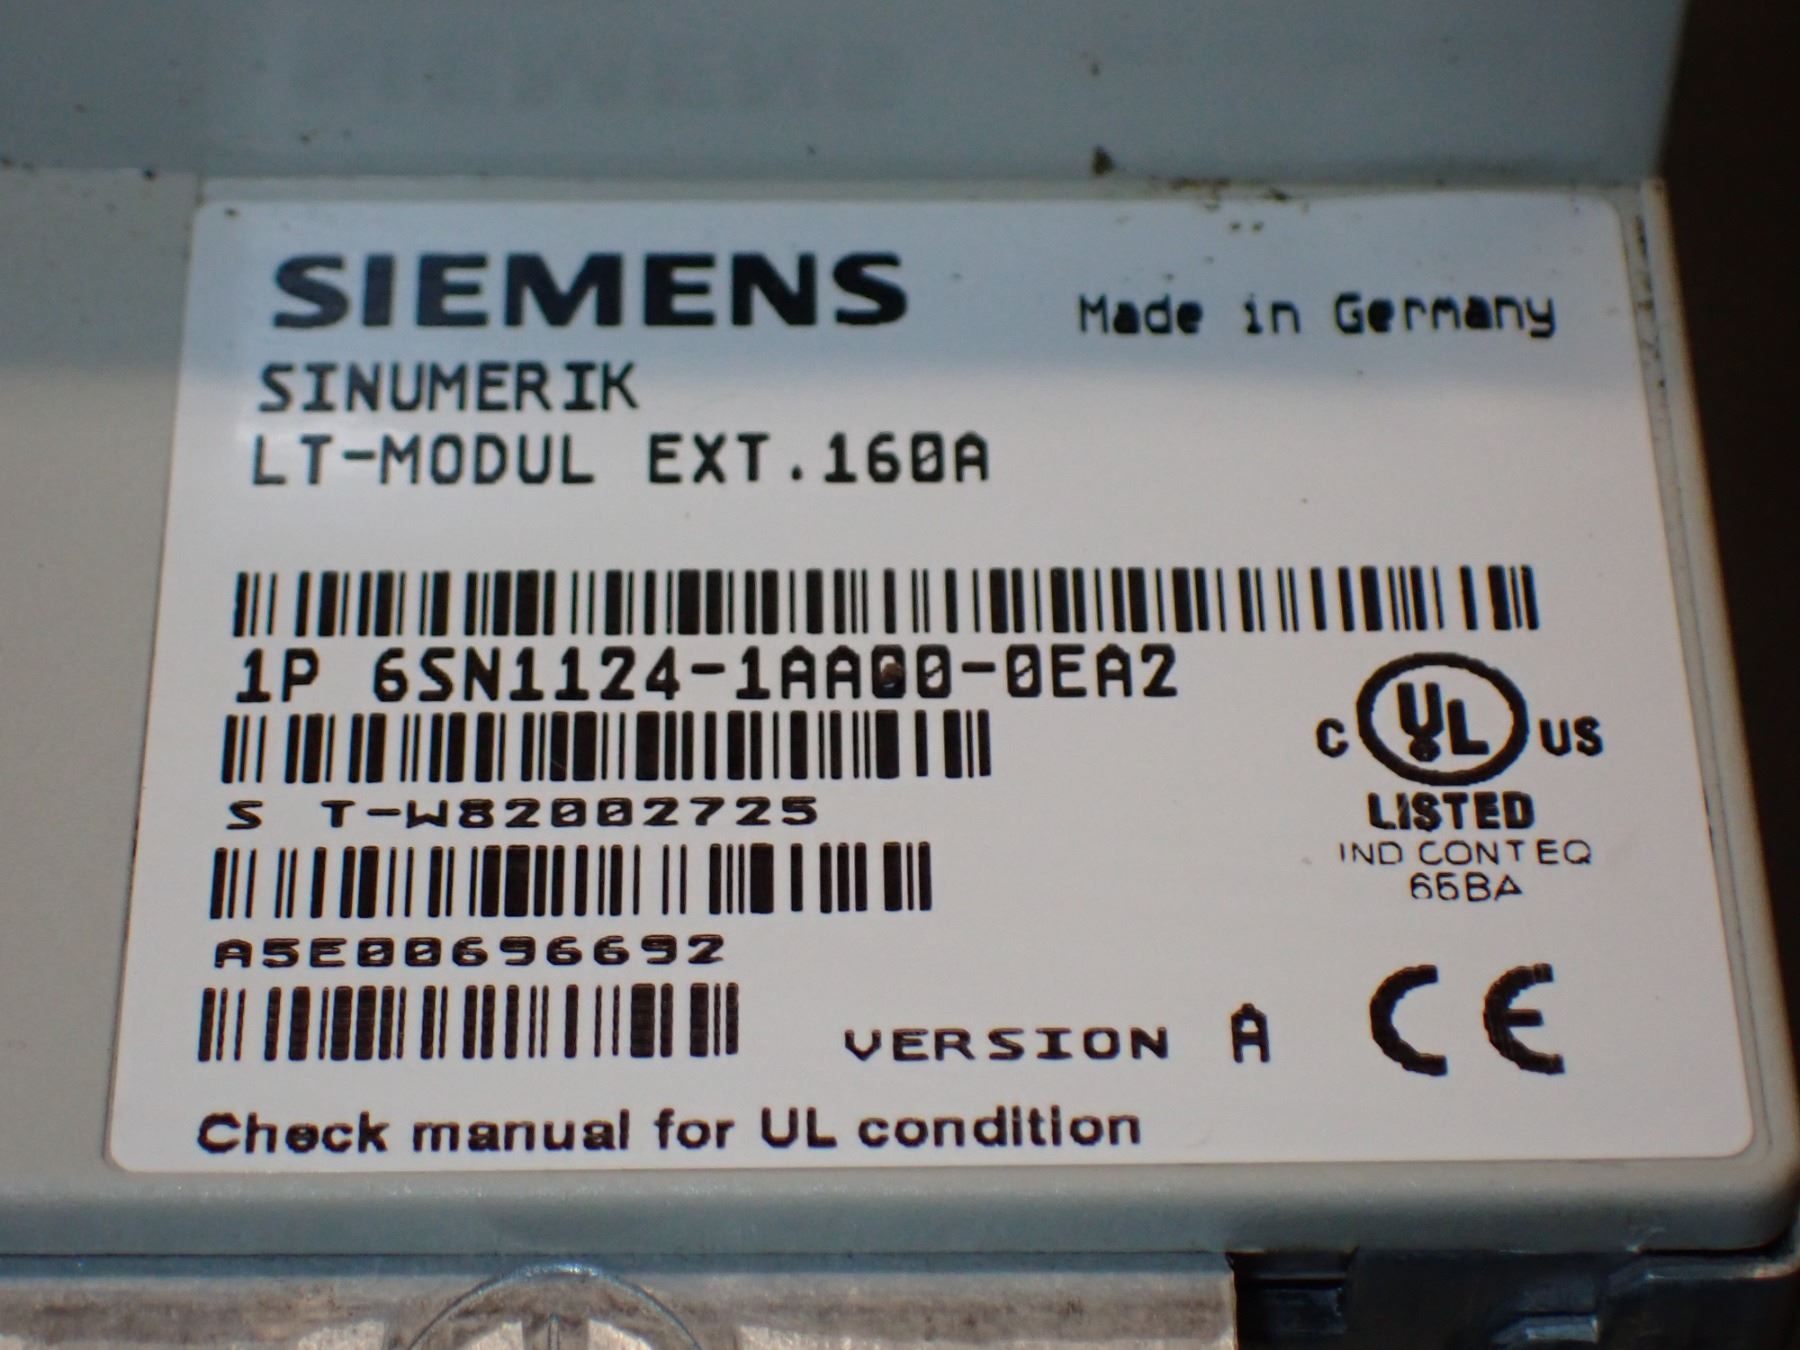 SIEMENS
Made in Germany
SINUMERIK
LT-MODUL EXT.160A
1P 6SN1124-1AA00-0EA2
S T-W82002725
A5E00696692
VERSION A
C UL US
LISTED
IND CONT EQ
65BA
CE
Check manual for UL condition